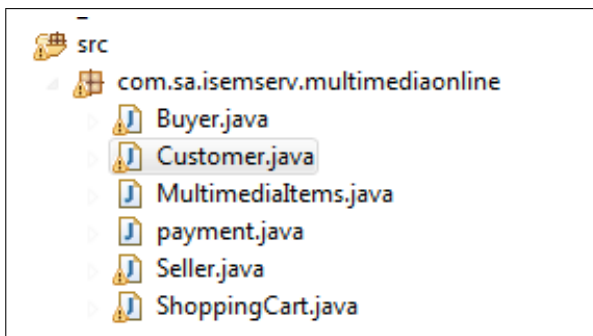 src
com.sa.isemserv.multimediaonline
Buyer.java
Customer.java
MultimediaItems.java
payment.java
Seller.java
ShoppingCart.java